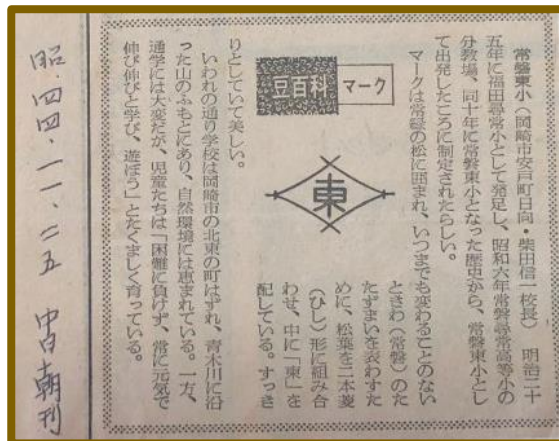 常磐東小(岡崎市安戸町日向・柴田信一校長) 明治二十
五年に福田尋常小として発足し、昭和六年常磐尋常高等小の
分教場、同十年に常磐東小となった歴史から、常磐東小とし
て出発したころに制定されたらしい。
マークは常緑の松に囲まれ、いつまでも変わることのない
ときわ(常磐)のた
たずまいを表わすた
めに、松葉を二本菱
(ひし)形に組み合
わせ、中に「東」を
配している。すっき
豆百科 マーク
東
りとしていて美しい。
いわれの通り学校は岡崎市の北東の町はずれ、青木川に沿
った山のふもとにあり、自然環境には恵まれている。一方、
通学には大変だが、児童たちは「困難に負けず、常に元気で
伸び伸びと学び、遊ぼう」とたくましく育っている。
昭.四四.一一.二五 中日朝刊